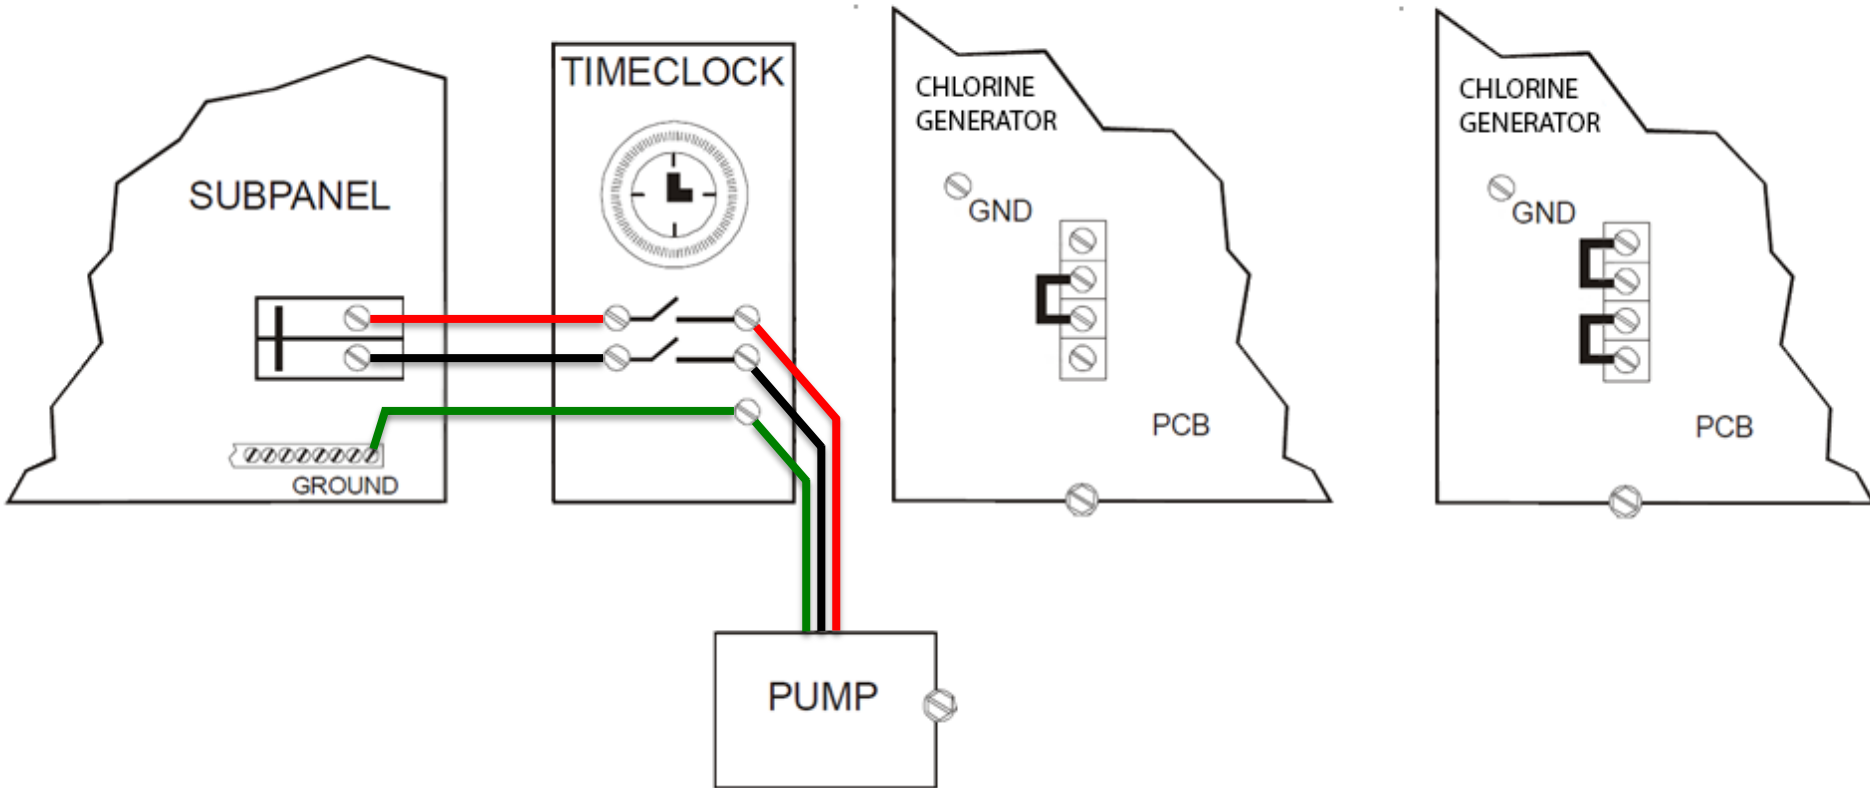 SUBPANEL
GROUND
TIMECLOCK
CHLORINE
GENERATOR
GND
PCB
CHLORINE
GENERATOR
GND
PCB
PUMP